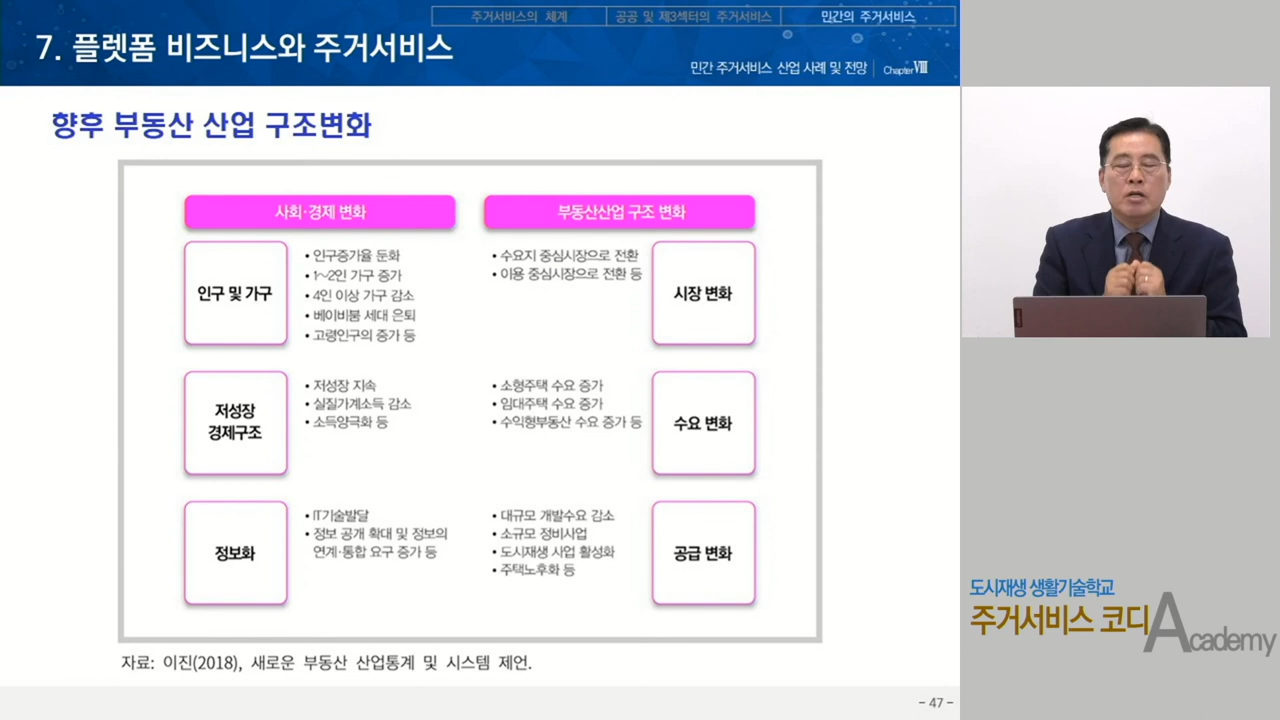 주거서비스의 체계
공공 및 제3섹터의 주거서비스
민간의 주거서비스
7. 플렛폼 비즈니스와 주거서비스
민간 주거서비스 산업 사례 및 전망
Chapter Ⅷ
향후 부동산 산업 구조변화
사회·경제 변화
부동산산업 구조 변화
인구 및 가구
• 인구증가율 둔화
• 1~2인 가구 증가
• 4인 이상 가구 감소
• 베이비붐 세대 은퇴
• 고령인구의 증가 등
• 수요지 중심시장으로 전환
• 이용 중심시장으로 전환 등
시장 변화
저성장
경제구조
• 저성장 지속
• 실질가계소득 감소
• 소득양극화 등
• 소형주택 수요 증가
• 임대주택 수요 증가
• 수익형부동산 수요 증가 등
수요 변화
정보화
• IT기술발달
• 정보 공개 확대 및 정보의
연계·통합 요구 증가 등
• 대규모 개발수요 감소
• 소규모 정비사업
• 도시재생 사업 활성화
• 주택노후화 등
공급 변화
자료: 이진(2018), 새로운 부동산 산업통계 및 시스템 제언.
- 47 -
도시재생 생활기술학교
주거서비스 코디
Academy